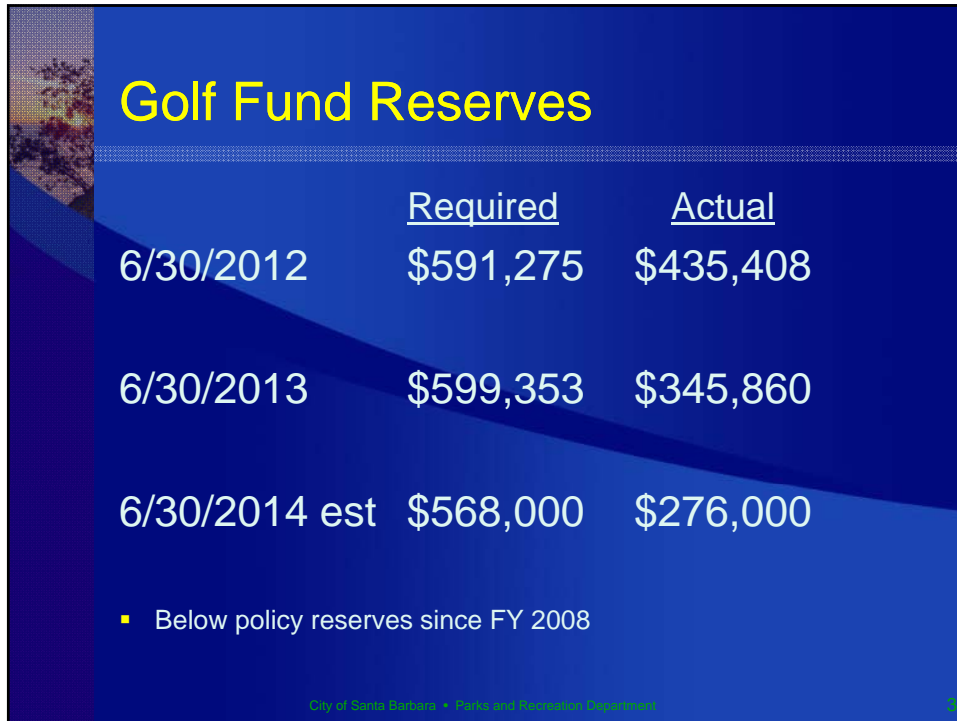 Golf Fund Reserves
Required Actual
6/30/2012 $591,275 $435,408
6/30/2013 $599,353 $345,860
6/30/2014 est $568,000 $276,000
▪ Below policy reserves since FY 2008
City of Santa Barbara • Parks and Recreation Department 3